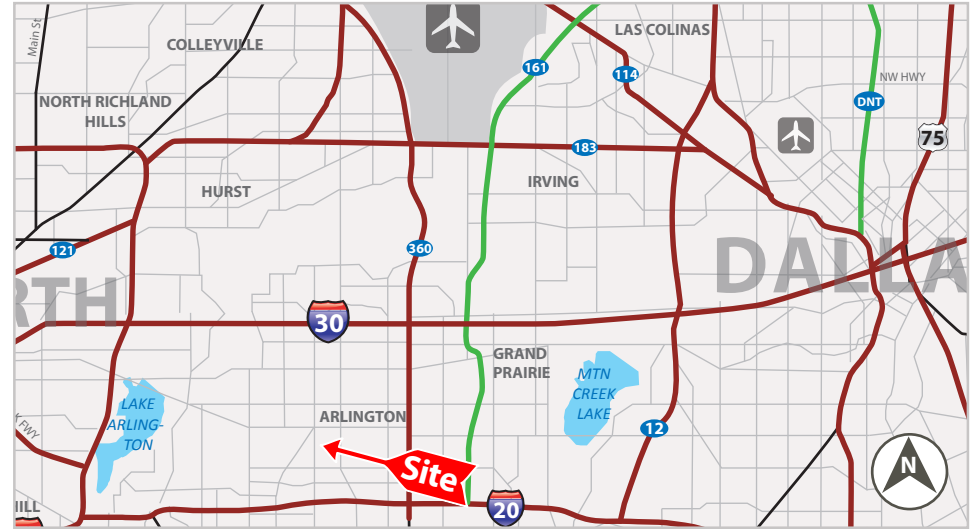 Main St
COLLEYVILLE
LAS COLINAS
161
114
NW HWY
DNT
75
NORTH RICHLAND
HILLS
183
HURST
IRVING
121
360
DALLA
RTH
30
GRAND
PRAIRIE
MTN
CREEK
LAKE
LAKE
ARLING-
TON
ARLINGTON
12
FWY
Site
N
20
HILL